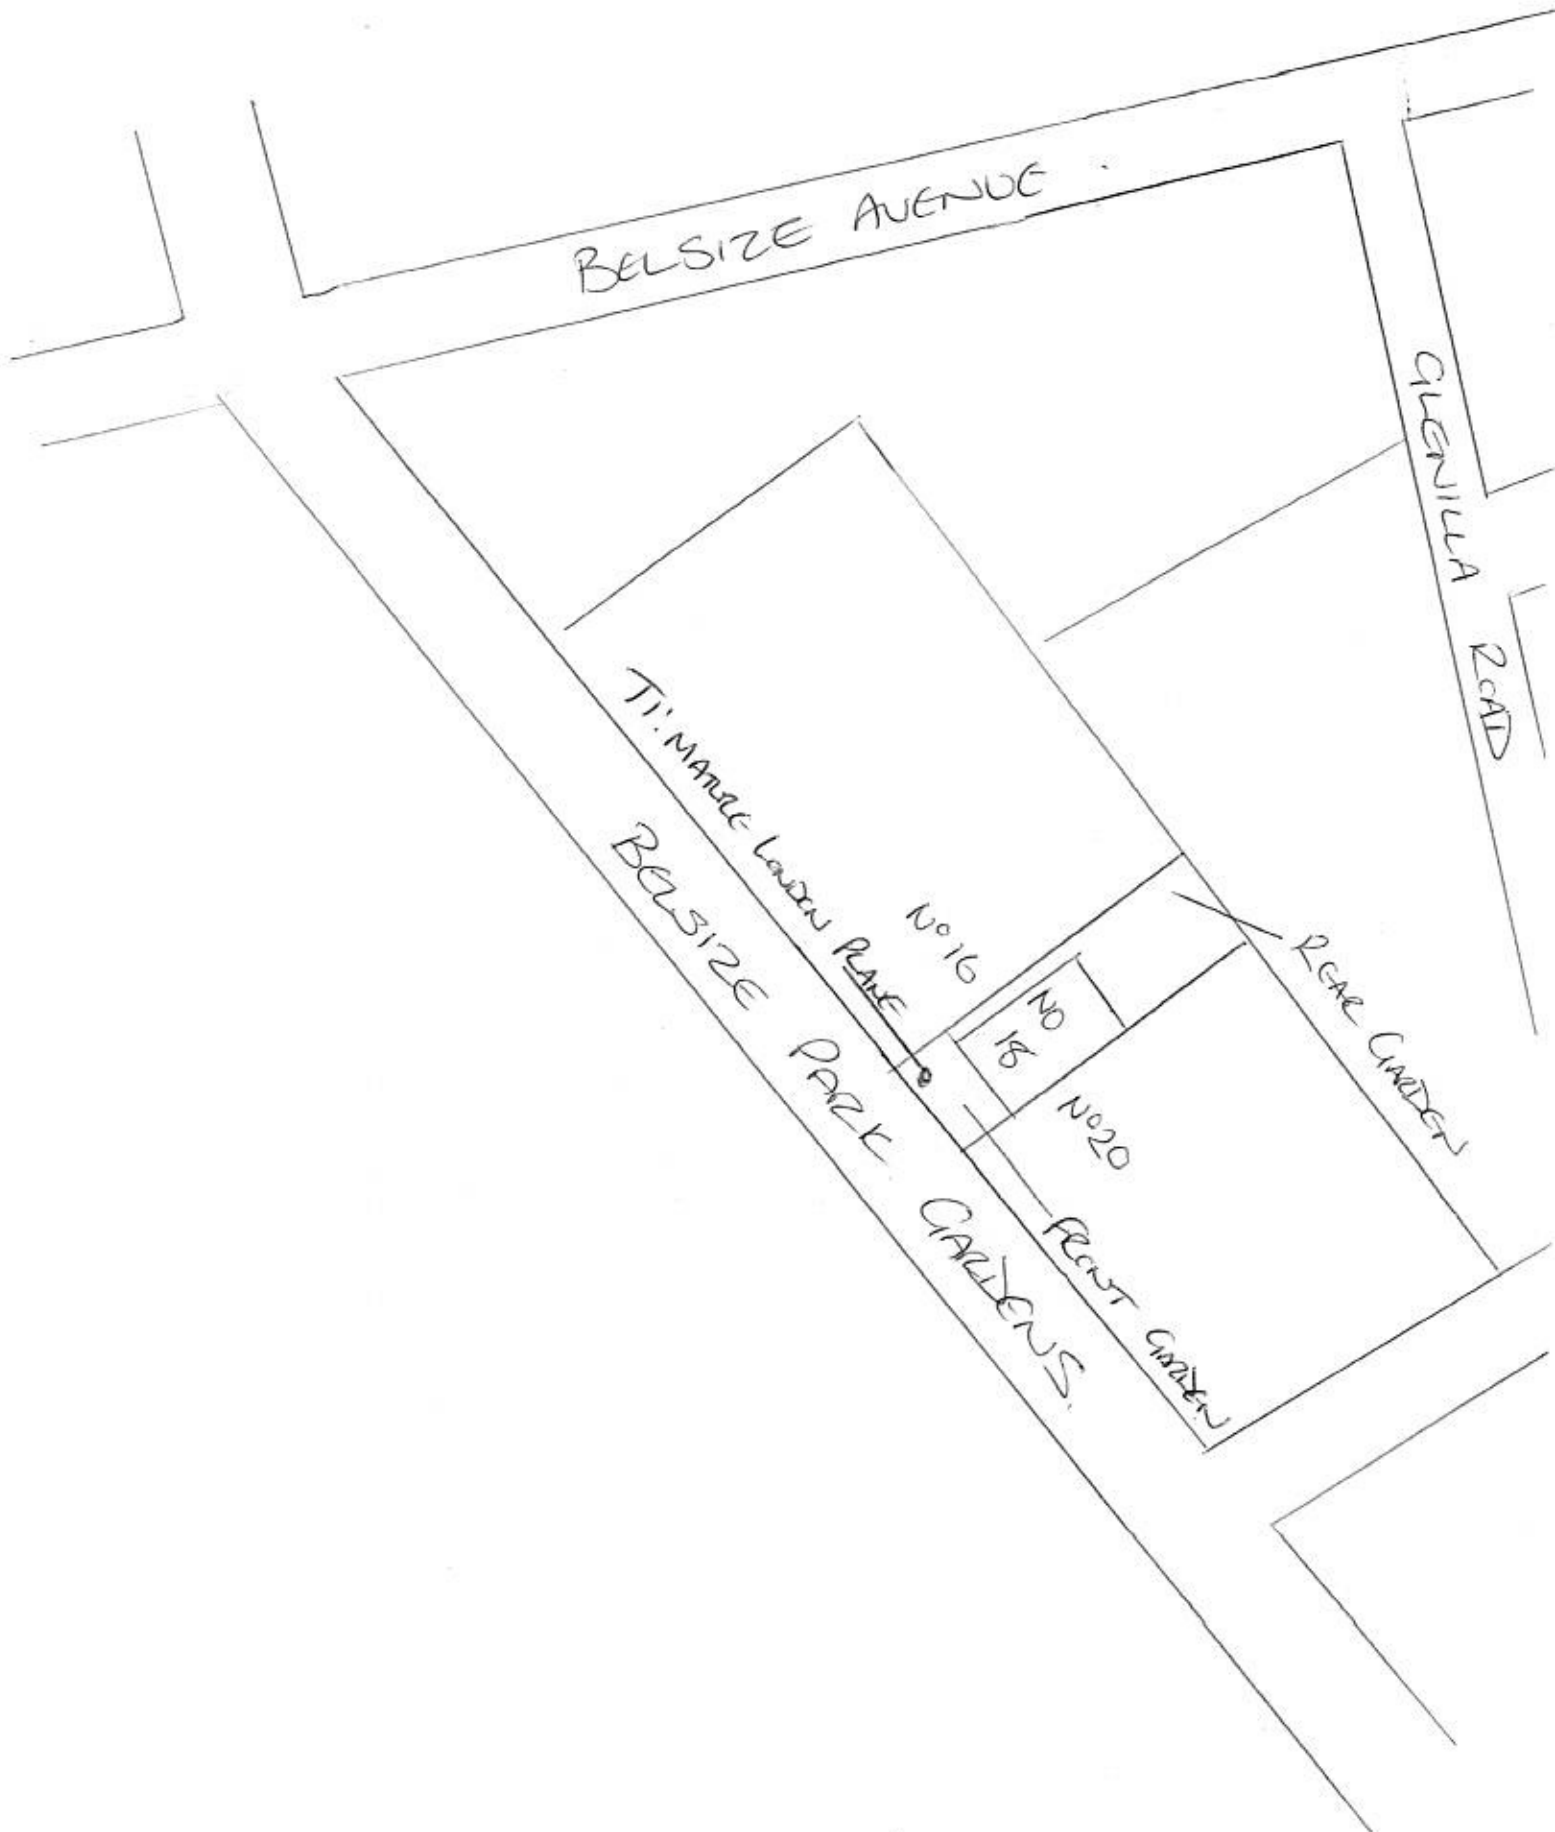 BELSIZE AVENUE.
GLENILLA ROAD
T1: MATURE LONDON PLANE
BELSIZE PARK GARDENS.
No 16
NO
18
No 20
REAR GARDEN
FRONT GARDEN